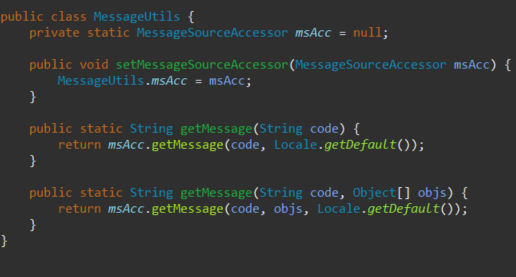 public class MessageUtils {
    private static MessageSourceAccessor msAcc = null;

    public void setMessageSourceAccessor(MessageSourceAccessor msAcc) {
        MessageUtils.msAcc = msAcc;
    }

    public static String getMessage(String code) {
        return msAcc.getMessage(code, Locale.getDefault());
    }

    public static String getMessage(String code, Object[] objs) {
        return msAcc.getMessage(code, objs, Locale.getDefault());
    }
}